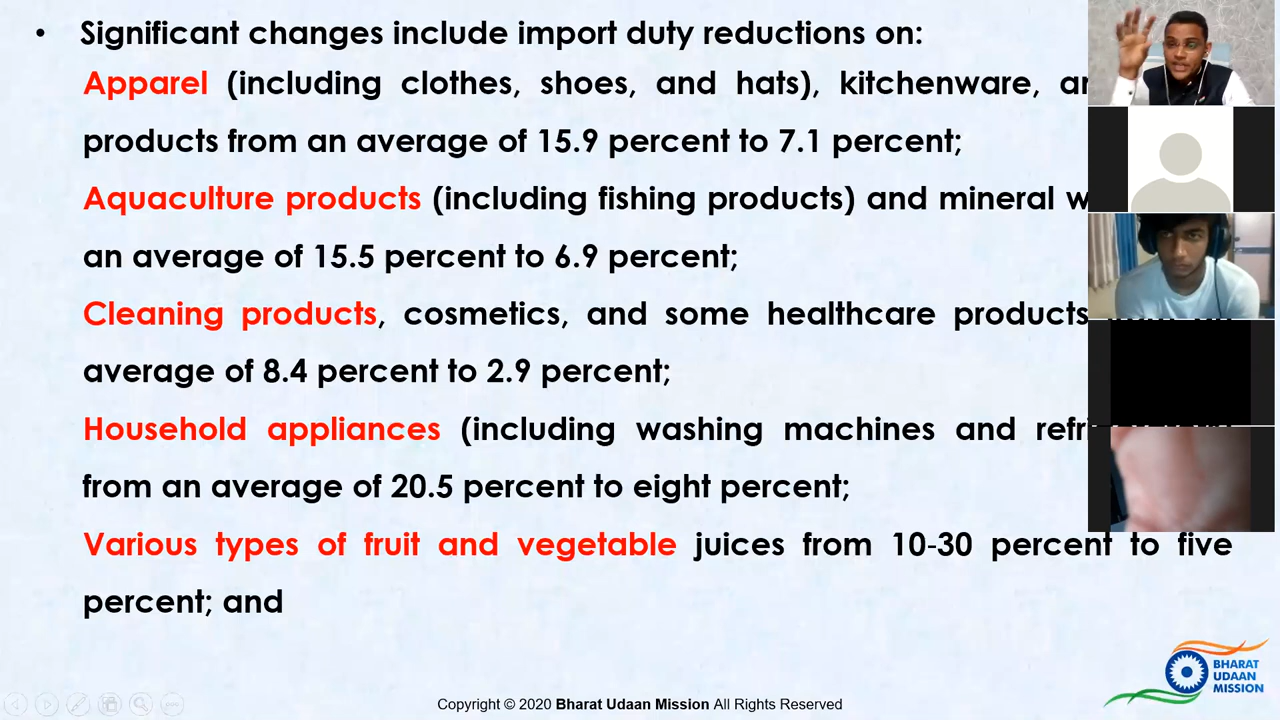 • Significant changes include import duty reductions on:
Apparel (including clothes, shoes, and hats), kitchenware,
products from an average of 15.9 percent to 7.1 percent;
Aquaculture products (including fishing products) and mineral
an average of 15.5 percent to 6.9 percent;
Cleaning products, cosmetics, and some healthcare products
average of 8.4 percent to 2.9 percent;
Household appliances (including washing machines and
from an average of 20.5 percent to eight percent;
Various types of fruit and vegetable juices from 10-30 percent to five
percent; and
BHARAT
UDAAN
MISSION
Copyright © 2020 Bharat Udaan Mission All Rights Reserved